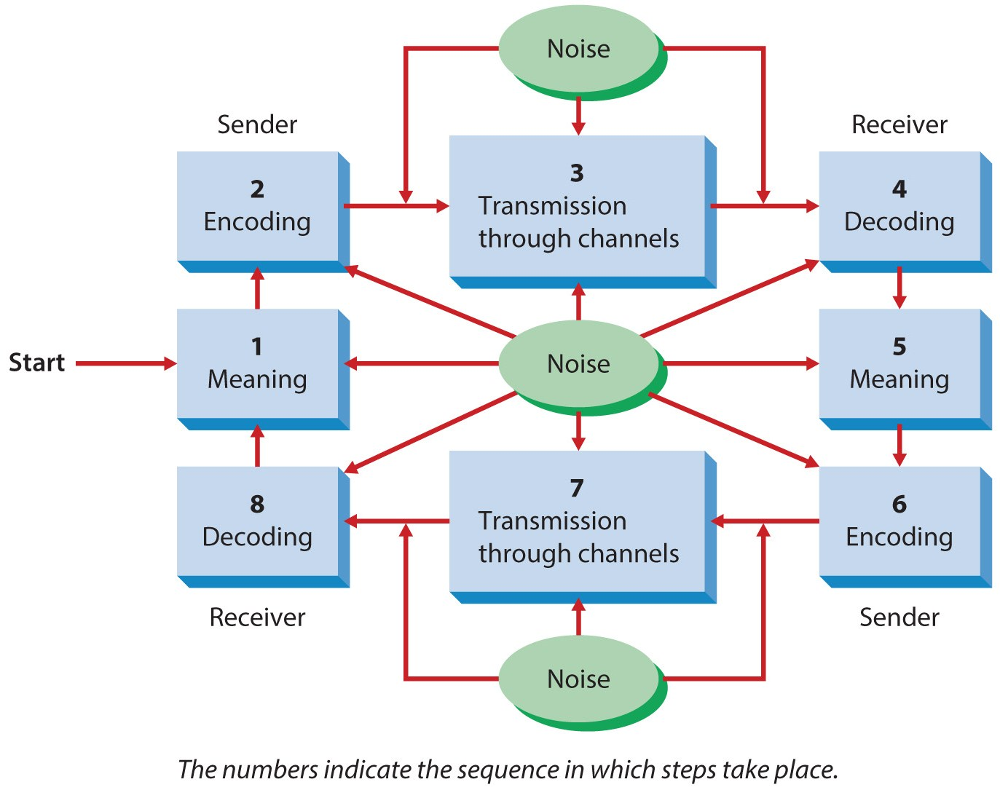 Noise
Sender
Receiver
2
Encoding
3
Transmission
through channels
4
Decoding
Start
1
Meaning
Noise
5
Meaning
8
Decoding
7
Transmission
through channels
6
Encoding
Receiver
Sender
Noise
The numbers indicate the sequence in which steps take place.